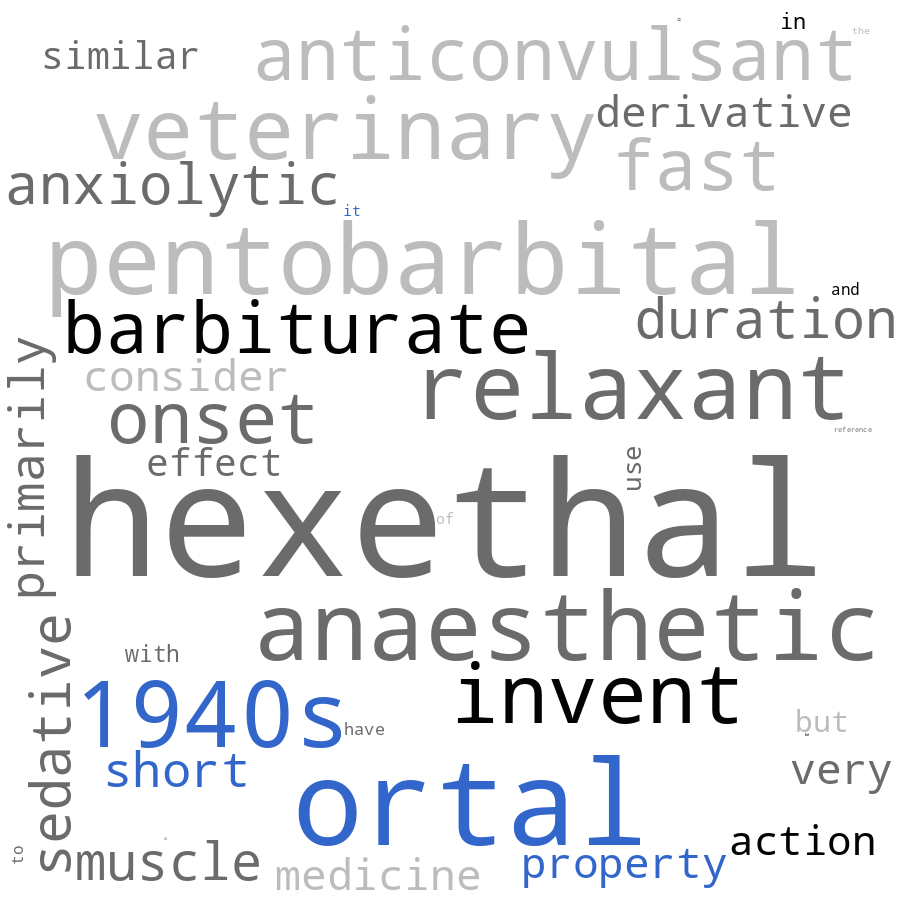 in
the
similar
anticonvulsant
veterinary
derivative
fast
anxiolytic
it
pentobarbital
and
barbiturate
duration
primarily
consider
relaxant
onset
reference
effect
use
hexethal
of
anaesthetic
sedative
with
invent
1940s
have
but
short
ortal
very
to
muscle
action
property
medicine